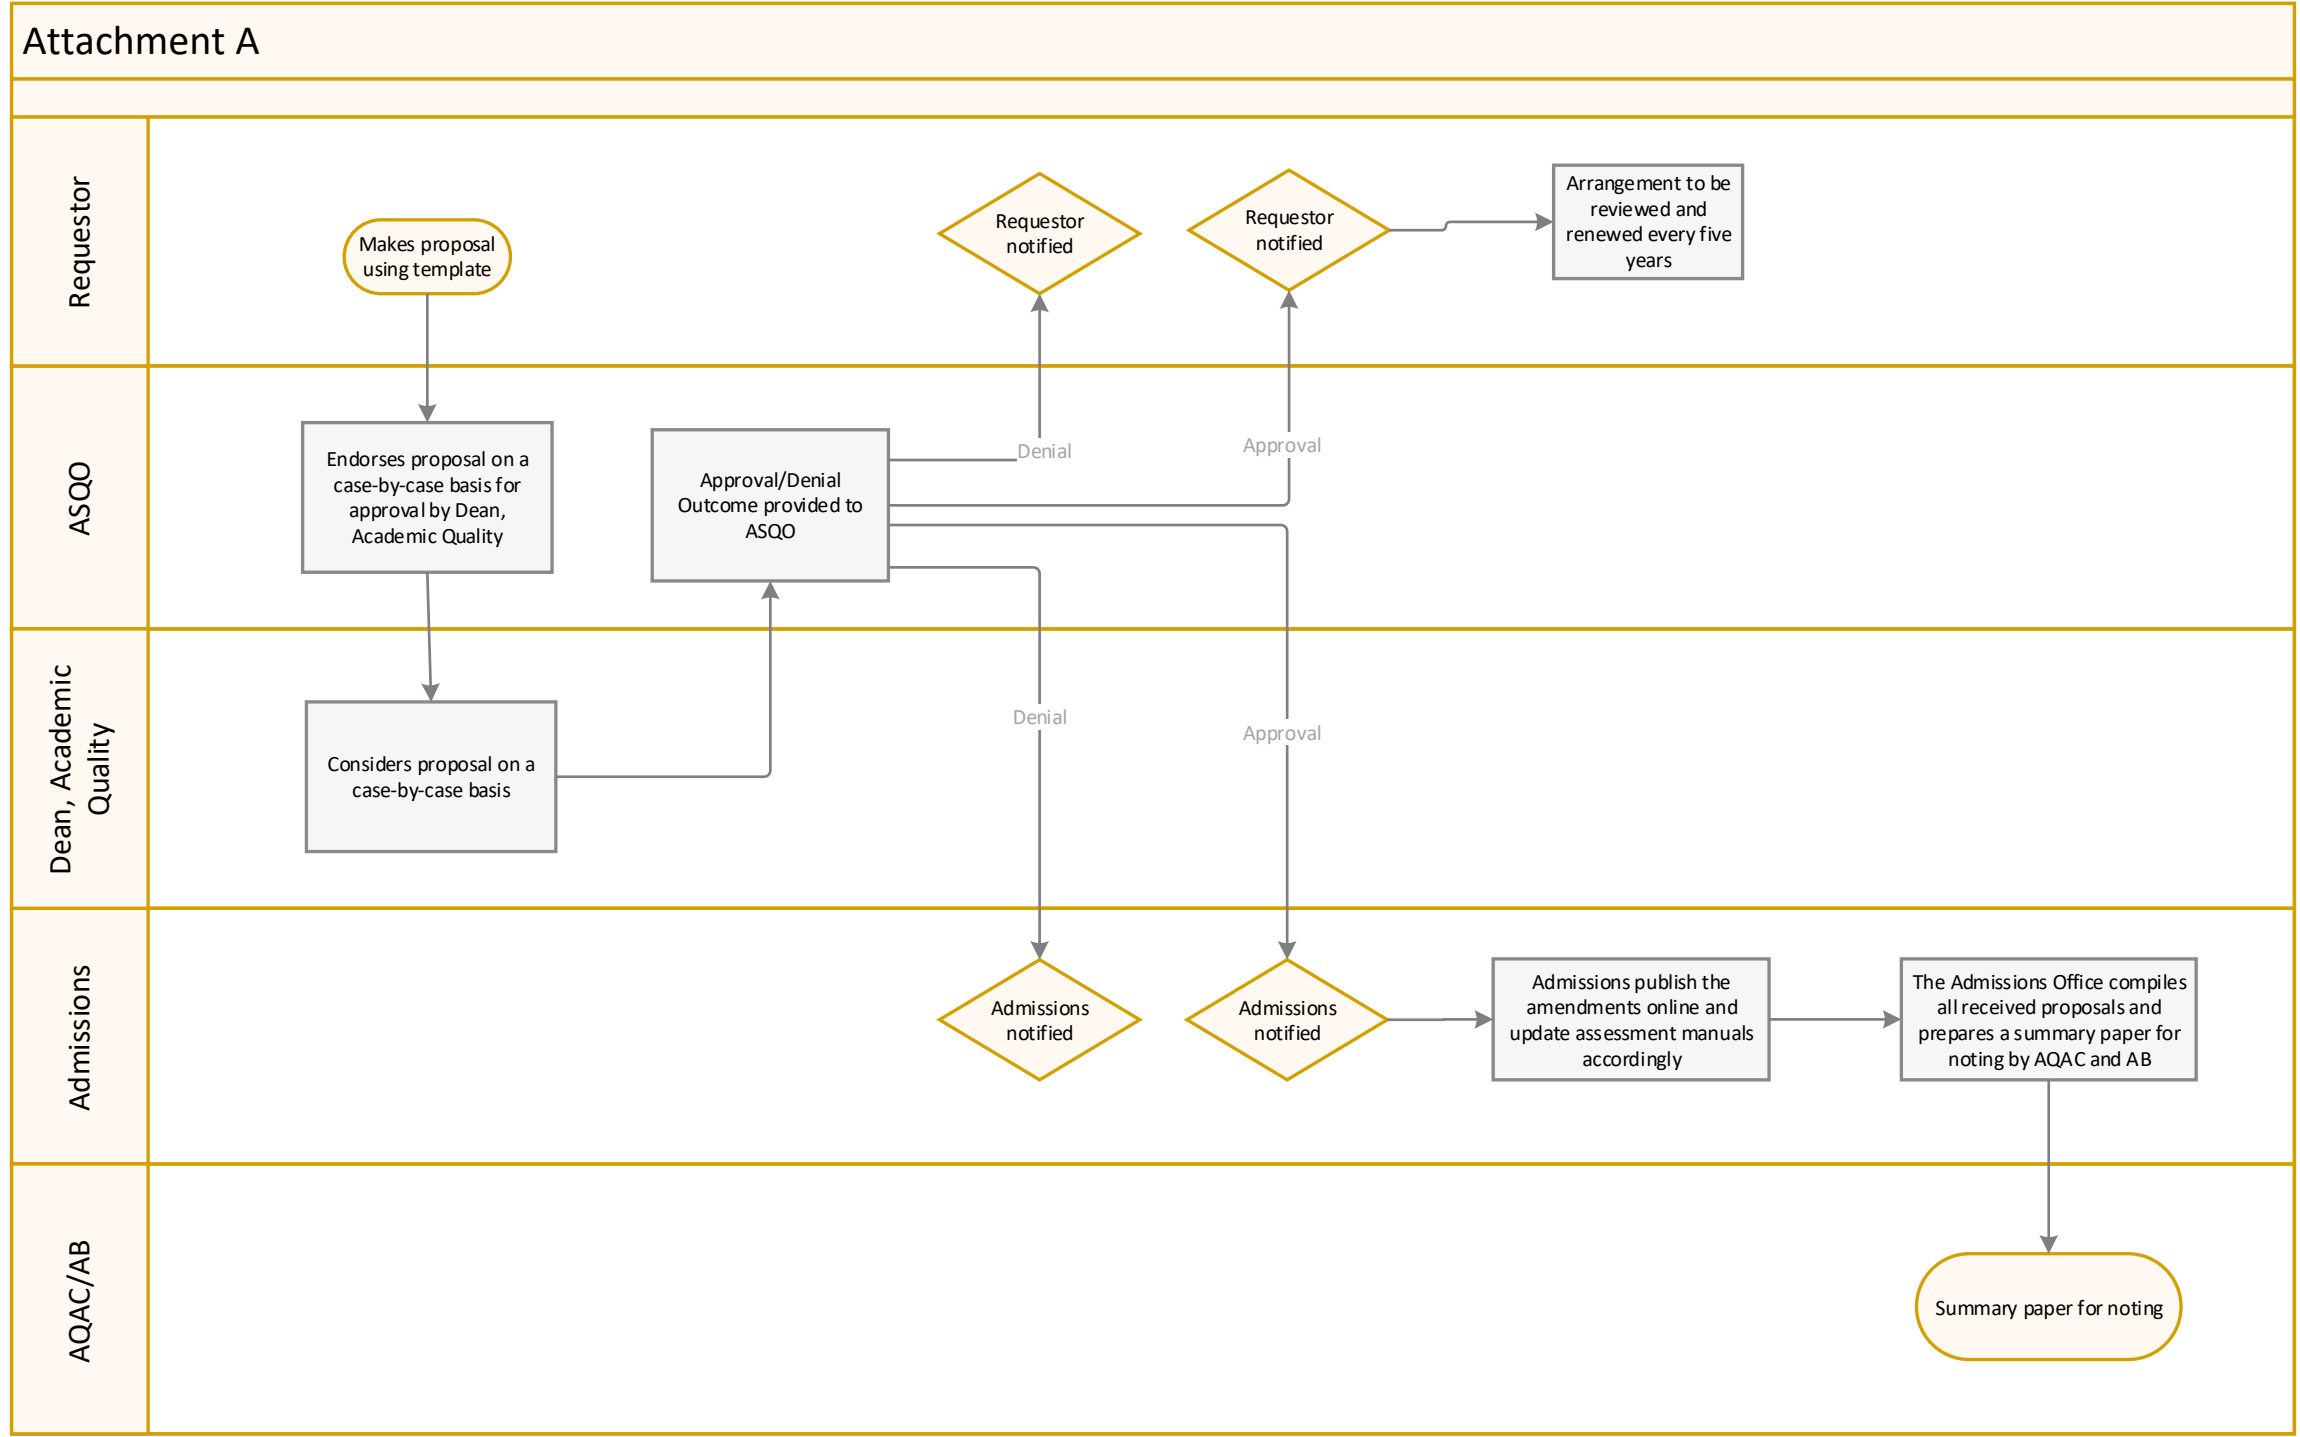 Attachment A
Requestor
Makes proposal
using template
Requestor
notified
Requestor
notified
Arrangement to be
reviewed and
renewed every five
years
ASQO
Endorses proposal on a
case-by-case basis for
approval by Dean,
Academic Quality
Approval/Denial
Outcome provided to
ASQO
Denial
Approval
Dean, Academic
Quality
Considers proposal on a
case-by-case basis
Denial
Approval
Admissions
Admissions
notified
Admissions
notified
Admissions publish the
amendments online and
update assessment manuals
accordingly
The Admissions Office compiles
all received proposals and
prepares a summary paper for
noting by AQAC and AB
AQAC/AB
Summary paper for noting